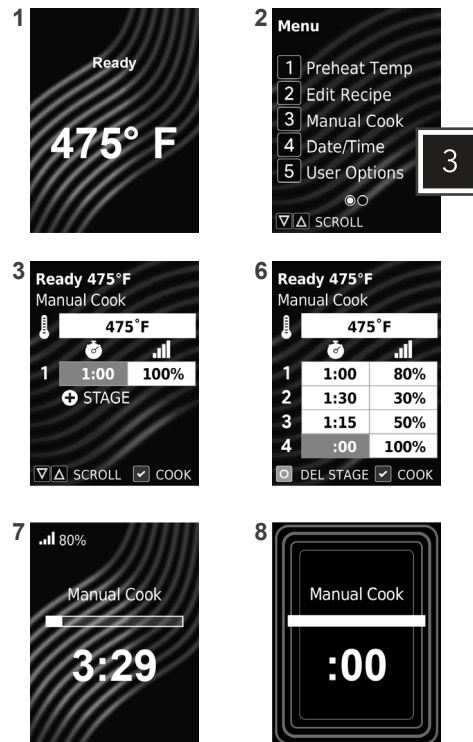 1
Ready
475° F
2
Menu
1 Preheat Temp
2 Edit Recipe
3 Manual Cook
4 Date/Time
5 User Options
3
SCROLL
3
Ready 475°F
Manual Cook
475°F
1 1:00 100%
STAGE
SCROLL COOK
6
Ready 475°F
Manual Cook
475°F
1 1:00 80%
2 1:30 30%
3 1:15 50%
4 :00 100%
DEL STAGE COOK
7
80%
Manual Cook
3:29
8
Manual Cook
:00